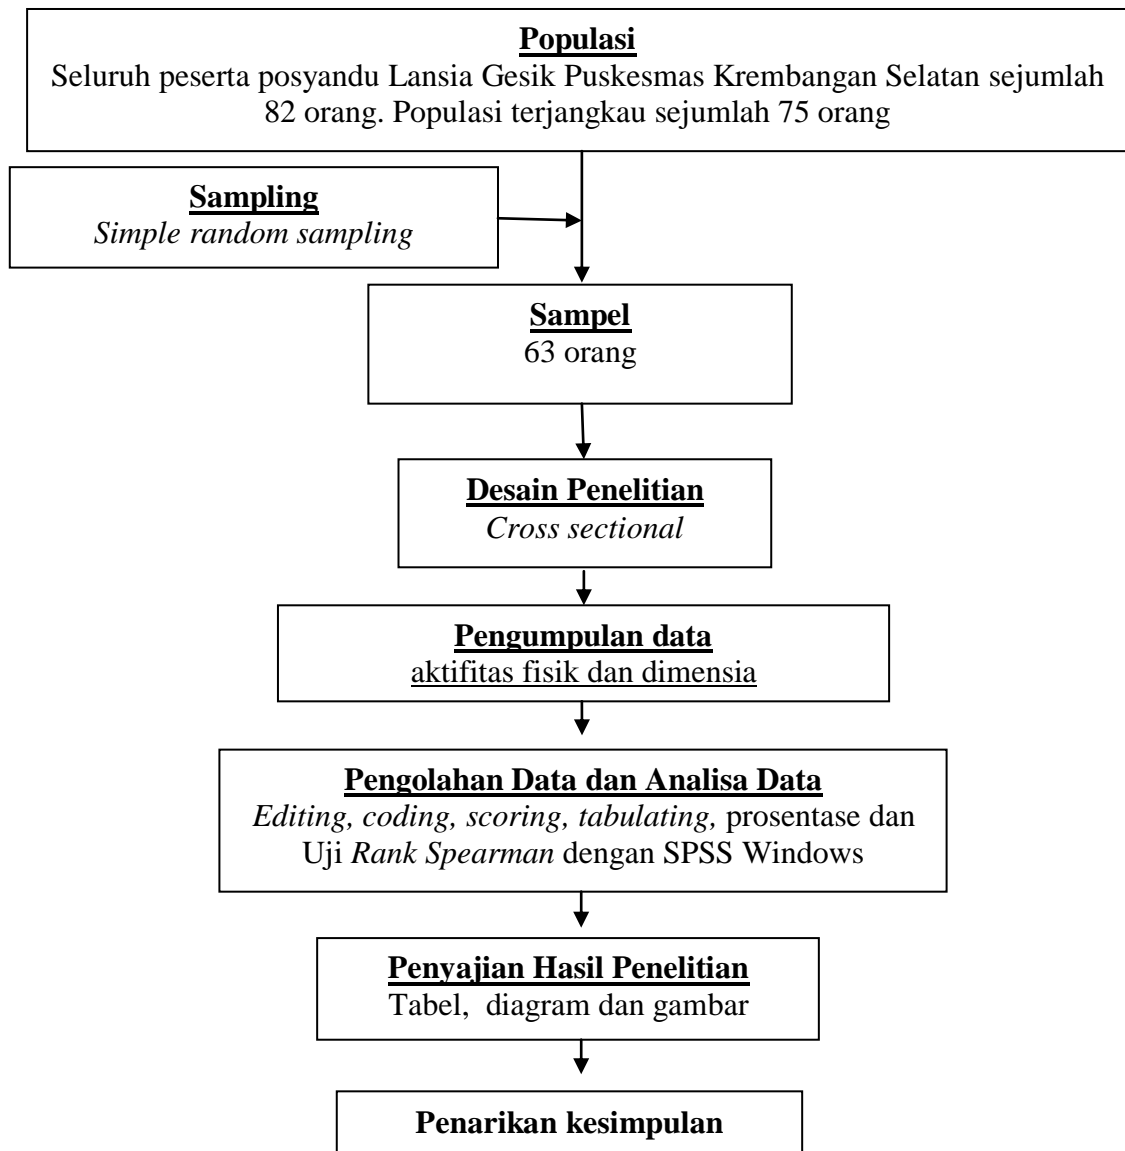 Populasi
Seluruh peserta posyandu Lansia Gesik Puskesmas Krembangan Selatan sejumlah
82 orang. Populasi terjangkau sejumlah 75 orang
Sampling
Simple random sampling
Sampel
63 orang
Desain Penelitian
Cross sectional
Pengumpulan data
aktifitas fisik dan dimensia
Pengolahan Data dan Analisa Data
Editing, coding, scoring, tabulating, prosentase dan
Uji Rank Spearman dengan SPSS Windows
Penyajian Hasil Penelitian
Tabel, diagram dan gambar
Penarikan kesimpulan